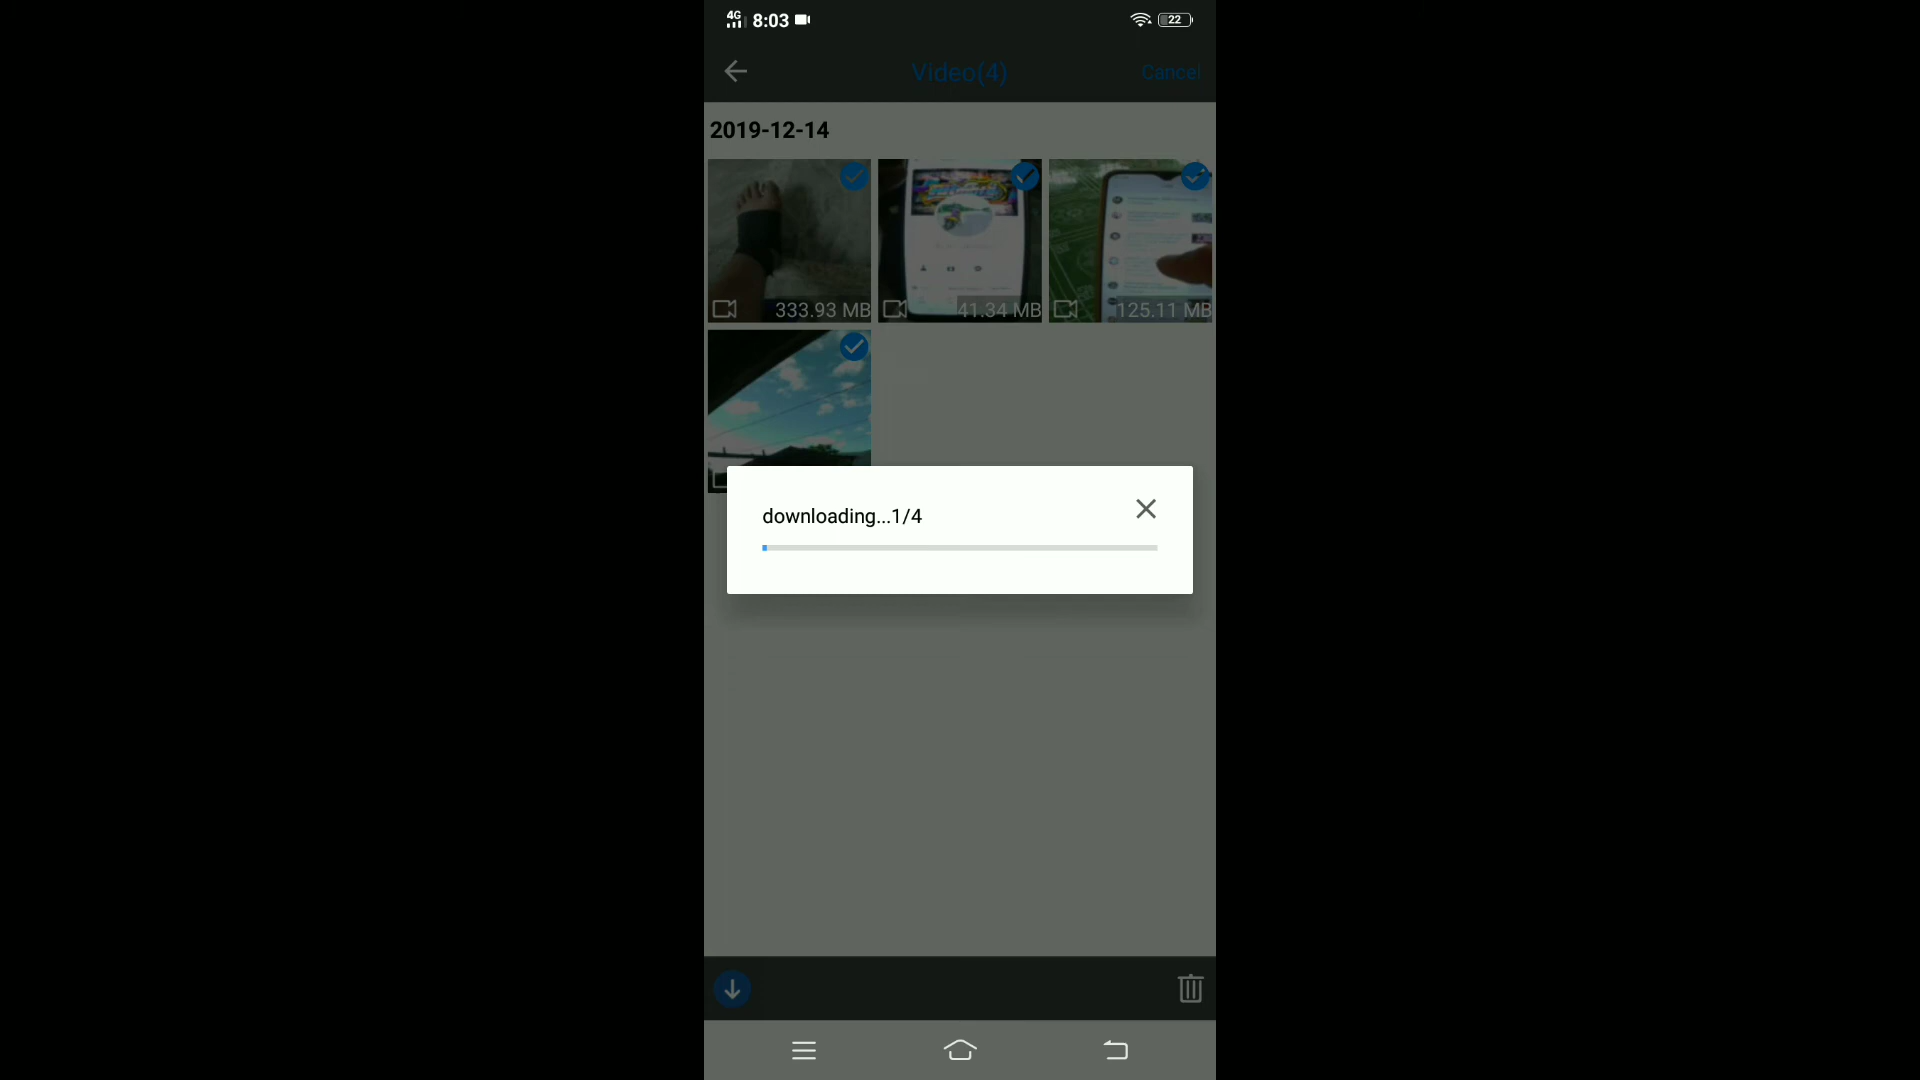 4G 8:03 22
Video(4) Cancel
2019-12-14
333.93 MB 41.34 MB 125.11 MB
downloading...1/4